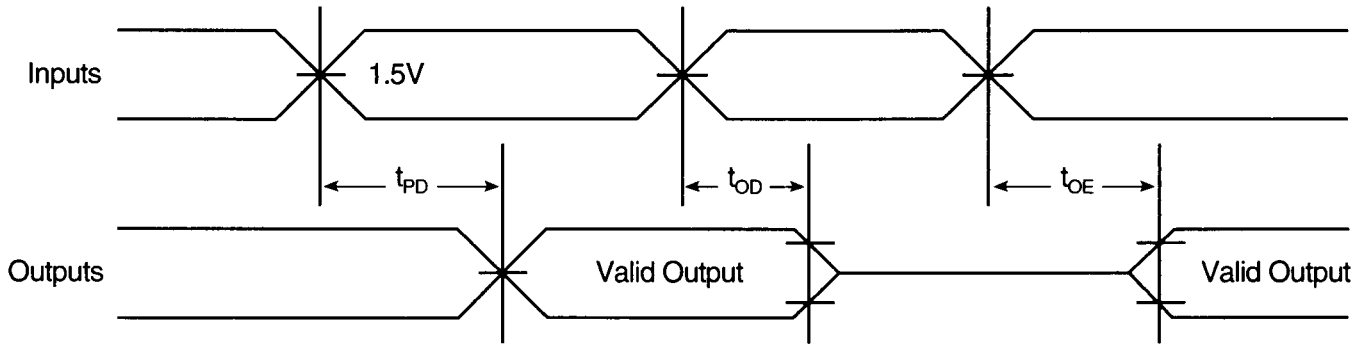 Inputs
1.5V
tPD
tOD
tOE
Outputs
Valid Output
Valid Output